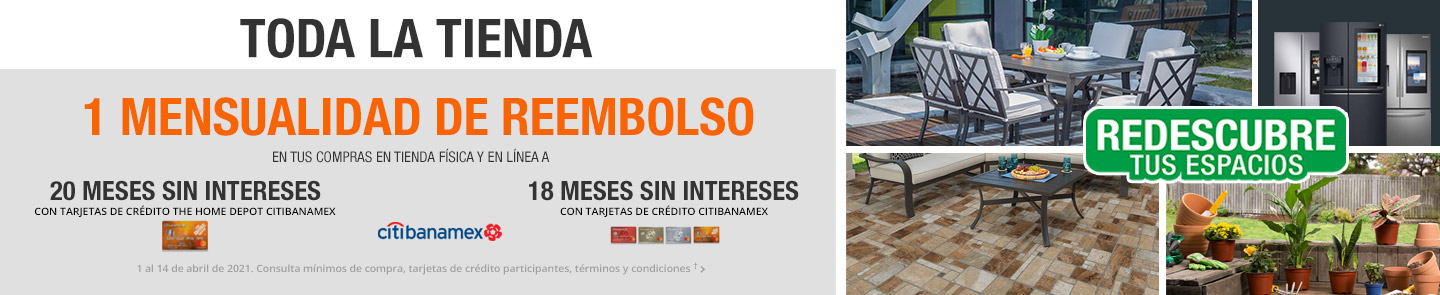 TODA LA TIENDA
1 MENSUALIDAD DE REEMBOLSO
EN TUS COMPRAS EN TIENDA FÍSICA Y EN LÍNEA A
20 MESES SIN INTERESES
CON TARJETAS DE CRÉDITO THE HOME DEPOT CITIBANAMEX
18 MESES SIN INTERESES
CON TARJETAS DE CRÉDITO CITIBANAMEX
citibanamex
1 al 14 de abril de 2021. Consulta mínimos de compra, tarjetas de crédito participantes, términos y condiciones † >
REDESCUBRE
TUS ESPACIOS